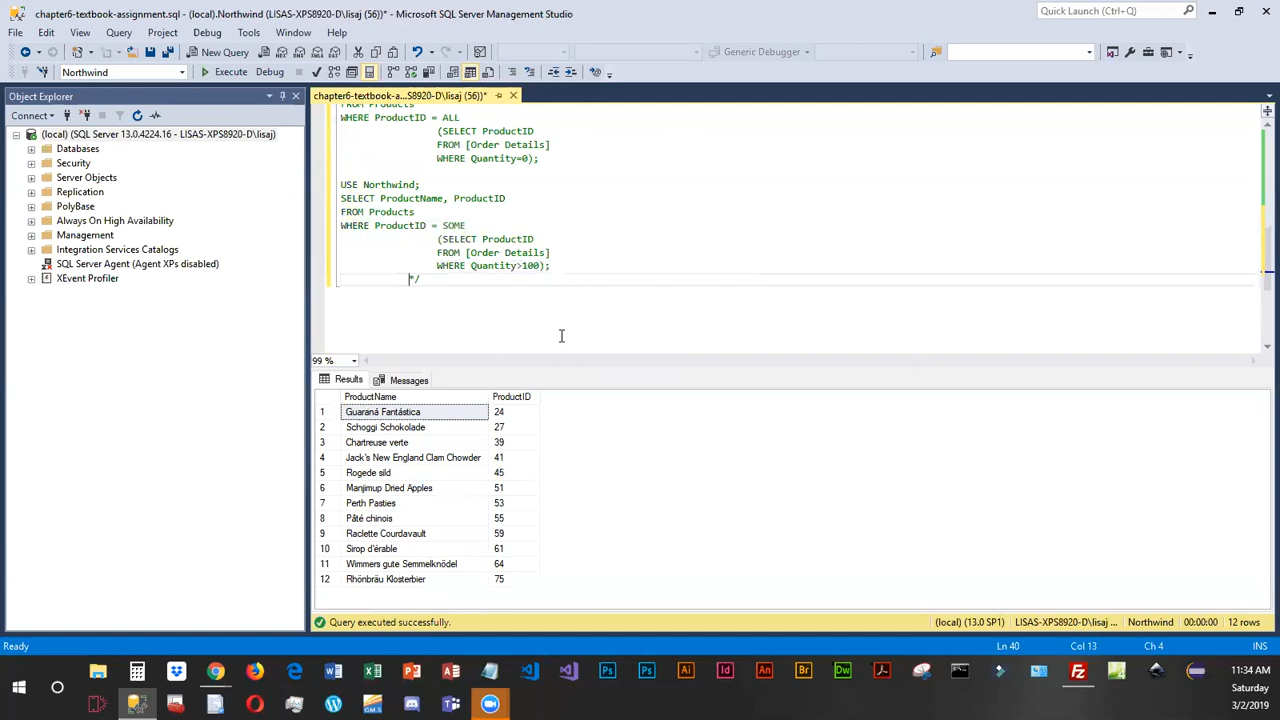 chapter6-textbook-assignment.sql - (local).Northwind (LISAS-XPS8920-D\lisaj (56))* - Microsoft SQL Server Management Studio
Quick Launch (Ctrl+Q)
File Edit View Query Project Debug Tools Window Help
New Query
Generic Debugger
Northwind
Execute Debug
Object Explorer
chapter6-textbook-a...S8920-D\lisaj (56))*
Connect
(local) (SQL Server 13.0.4224.16 - LISAS-XPS8920-D\lisaj)
Databases
Security
Server Objects
Replication
PolyBase
Always On High Availability
Management
Integration Services Catalogs
SQL Server Agent (Agent XPs disabled)
XEvent Profiler
FROM Products
WHERE ProductID = ALL
(SELECT ProductID
FROM [Order Details]
WHERE Quantity=0);
USE Northwind;
SELECT ProductName, ProductID
FROM Products
WHERE ProductID = SOME
(SELECT ProductID
FROM [Order Details]
WHERE Quantity>100);
*/
99 %
Results Messages
ProductName ProductID
1 Guaraná Fantástica 24
2 Schoggi Schokolade 27
3 Chartreuse verte 39
4 Jack's New England Clam Chowder 41
5 Rogede sild 45
6 Manjimup Dried Apples 51
7 Perth Pasties 53
8 Pâté chinois 55
9 Raclette Courdavault 59
10 Sirop d'érable 61
11 Wimmers gute Semmelknödel 64
12 Rhönbräu Klosterbier 75
Query executed successfully.
(local) (13.0 SP1) LISAS-XPS8920-D\lisaj ... Northwind 00:00:00 12 rows
Ready
Ln 40 Col 13 Ch 4 INS
11:34 AM
Saturday
3/2/2019